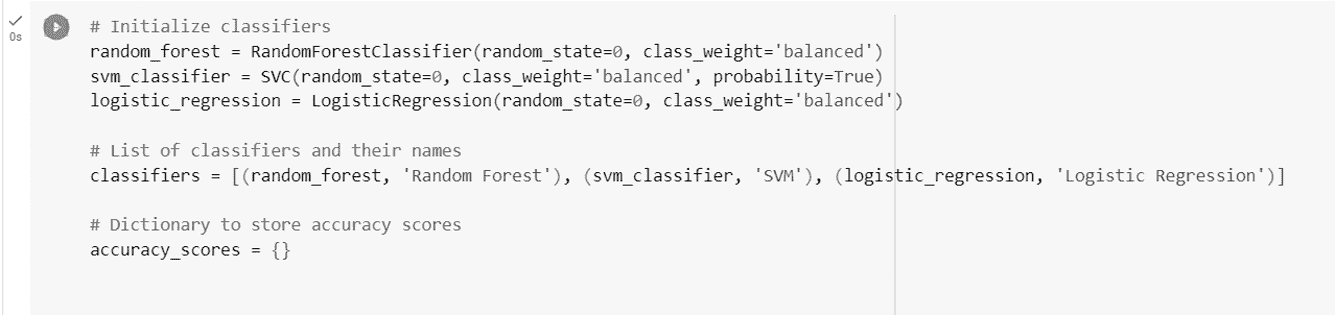 # Initialize classifiers
0s
random_forest = RandomForestClassifier(random_state=0, class_weight='balanced')
svm_classifier = SVC(random_state=0, class_weight='balanced', probability=True)
logistic_regression = LogisticRegression(random_state=0, class_weight='balanced')
# List of classifiers and their names
classifiers = [(random_forest, 'Random Forest'), (svm_classifier, 'SVM'), (logistic_regression, 'Logistic Regression')]
# Dictionary to store accuracy scores
accuracy_scores = {}